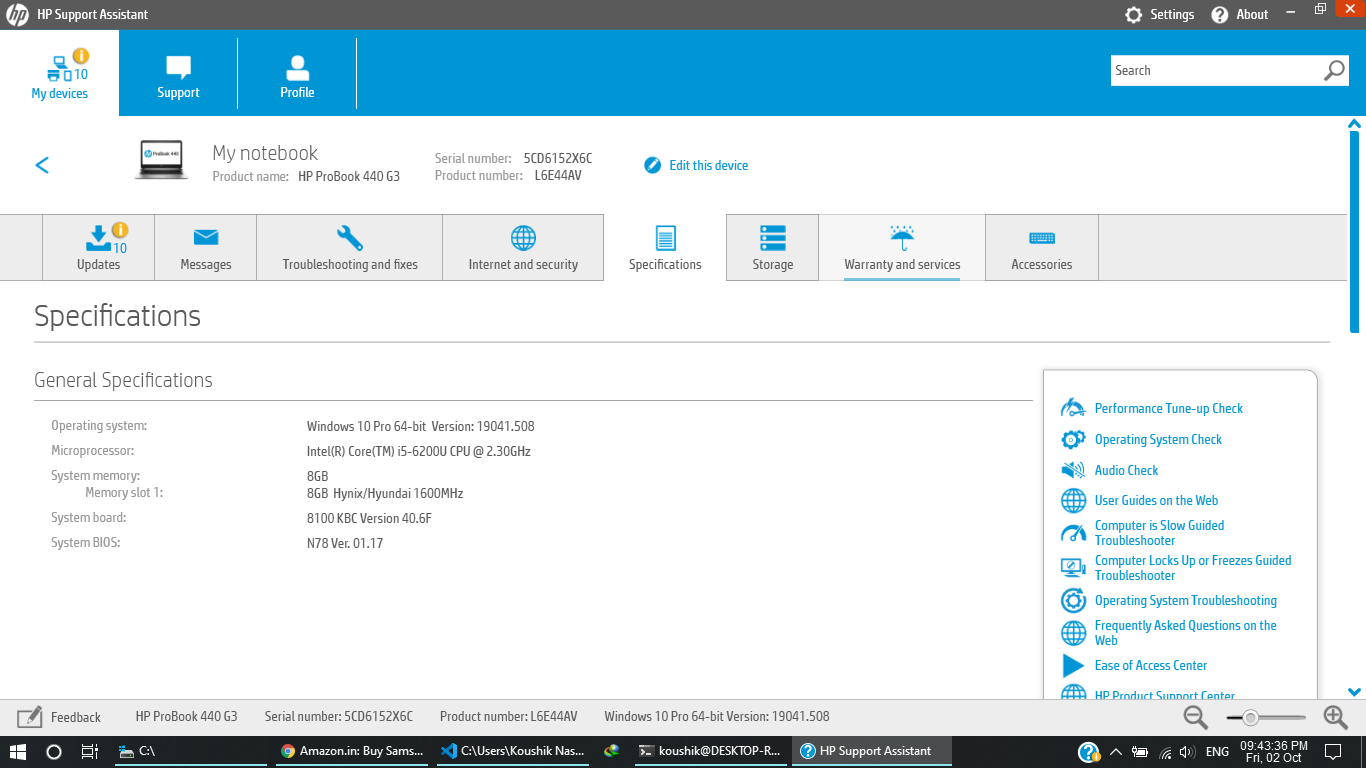 hp HP Support Assistant Settings About
10
My devices Support Profile Search
My notebook
Product name: HP ProBook 440 G3
Serial number: 5CD6152X6C
Product number: L6E44AV
Edit this device
10
Updates Messages Troubleshooting and fixes Internet and security Specifications Storage Warranty and services Accessories
Specifications
General Specifications
Operating system: Windows 10 Pro 64-bit Version: 19041.508
Microprocessor: Intel(R) Core(TM) i5-6200U CPU @ 2.30GHz
System memory: 8GB
Memory slot 1: 8GB Hynix/Hyundai 1600MHz
System board: 8100 KBC Version 40.6F
System BIOS: N78 Ver. 01.17
Performance Tune-up Check
Operating System Check
Audio Check
User Guides on the Web
Computer is Slow Guided
Troubleshooter
Computer Locks Up or Freezes Guided
Troubleshooter
Operating System Troubleshooting
Frequently Asked Questions on the
Web
Ease of Access Center
HP Product Support Center
Feedback HP ProBook 440 G3 Serial number: 5CD6152X6C Product number: L6E44AV Windows 10 Pro 64-bit Version: 19041.508
C:\ Amazon.in: Buy Sams... C:\Users\Koushik Nas... koushik@DESKTOP-R... HP Support Assistant ENG 09:43:36 PM
Fri, 02 Oct